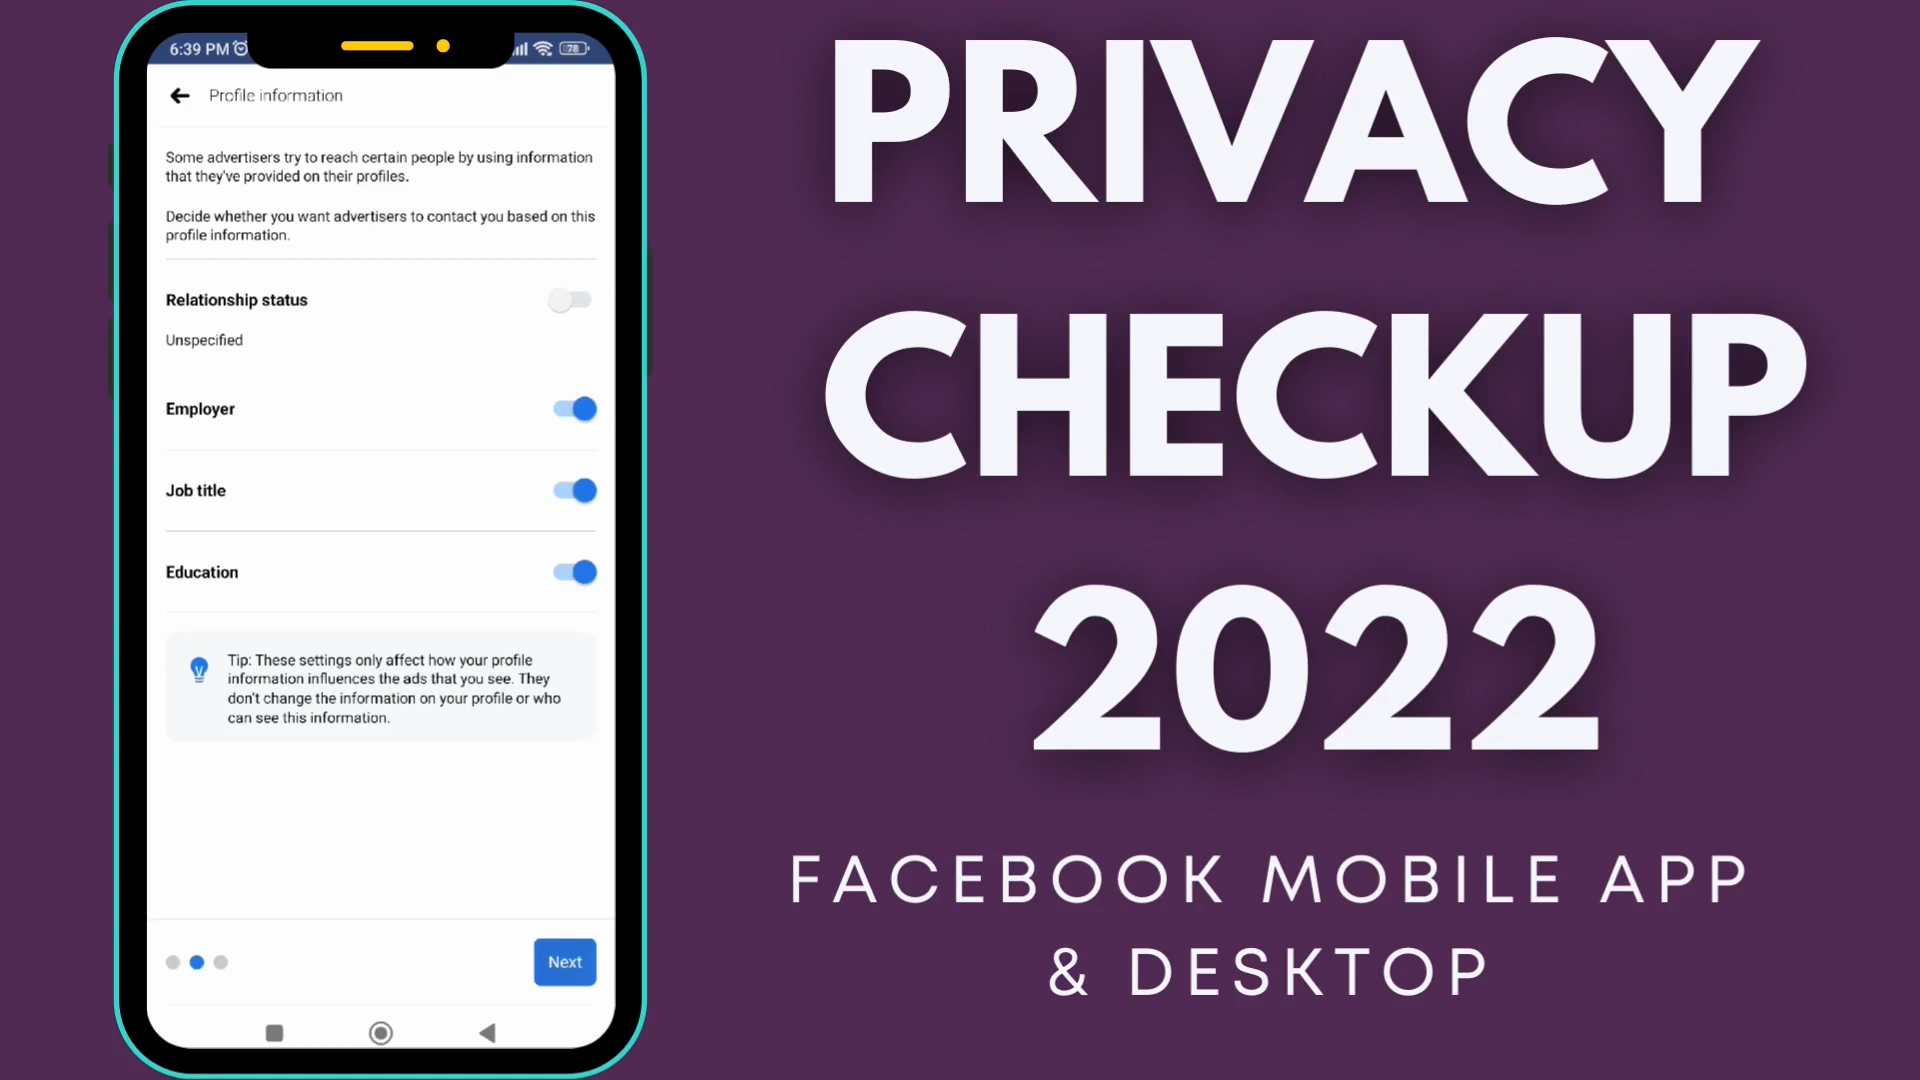 6:39 PM
78
Profile information
Some advertisers try to reach certain people by using information
that they've provided on their profiles.
Decide whether you want advertisers to contact you based on this
profile information.
Relationship status
Unspecified
Employer
Job title
Education
Tip: These settings only affect how your profile
information influences the ads that you see. They
don't change the information on your profile or who
can see this information.
Next
PRIVACY
CHECKUP
2022
FACEBOOK MOBILE APP
& DESKTOP